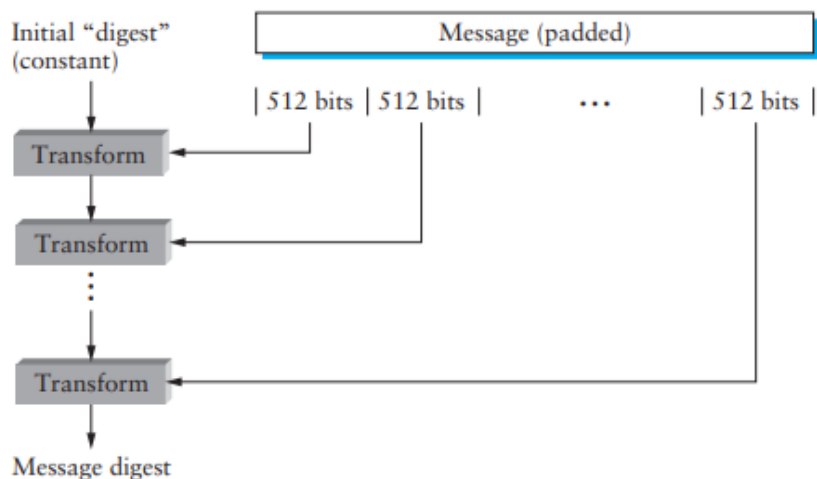 Initial “digest”
(constant)
Message (padded)
512 bits
512 bits
...
512 bits
Transform
Transform
Transform
Message digest